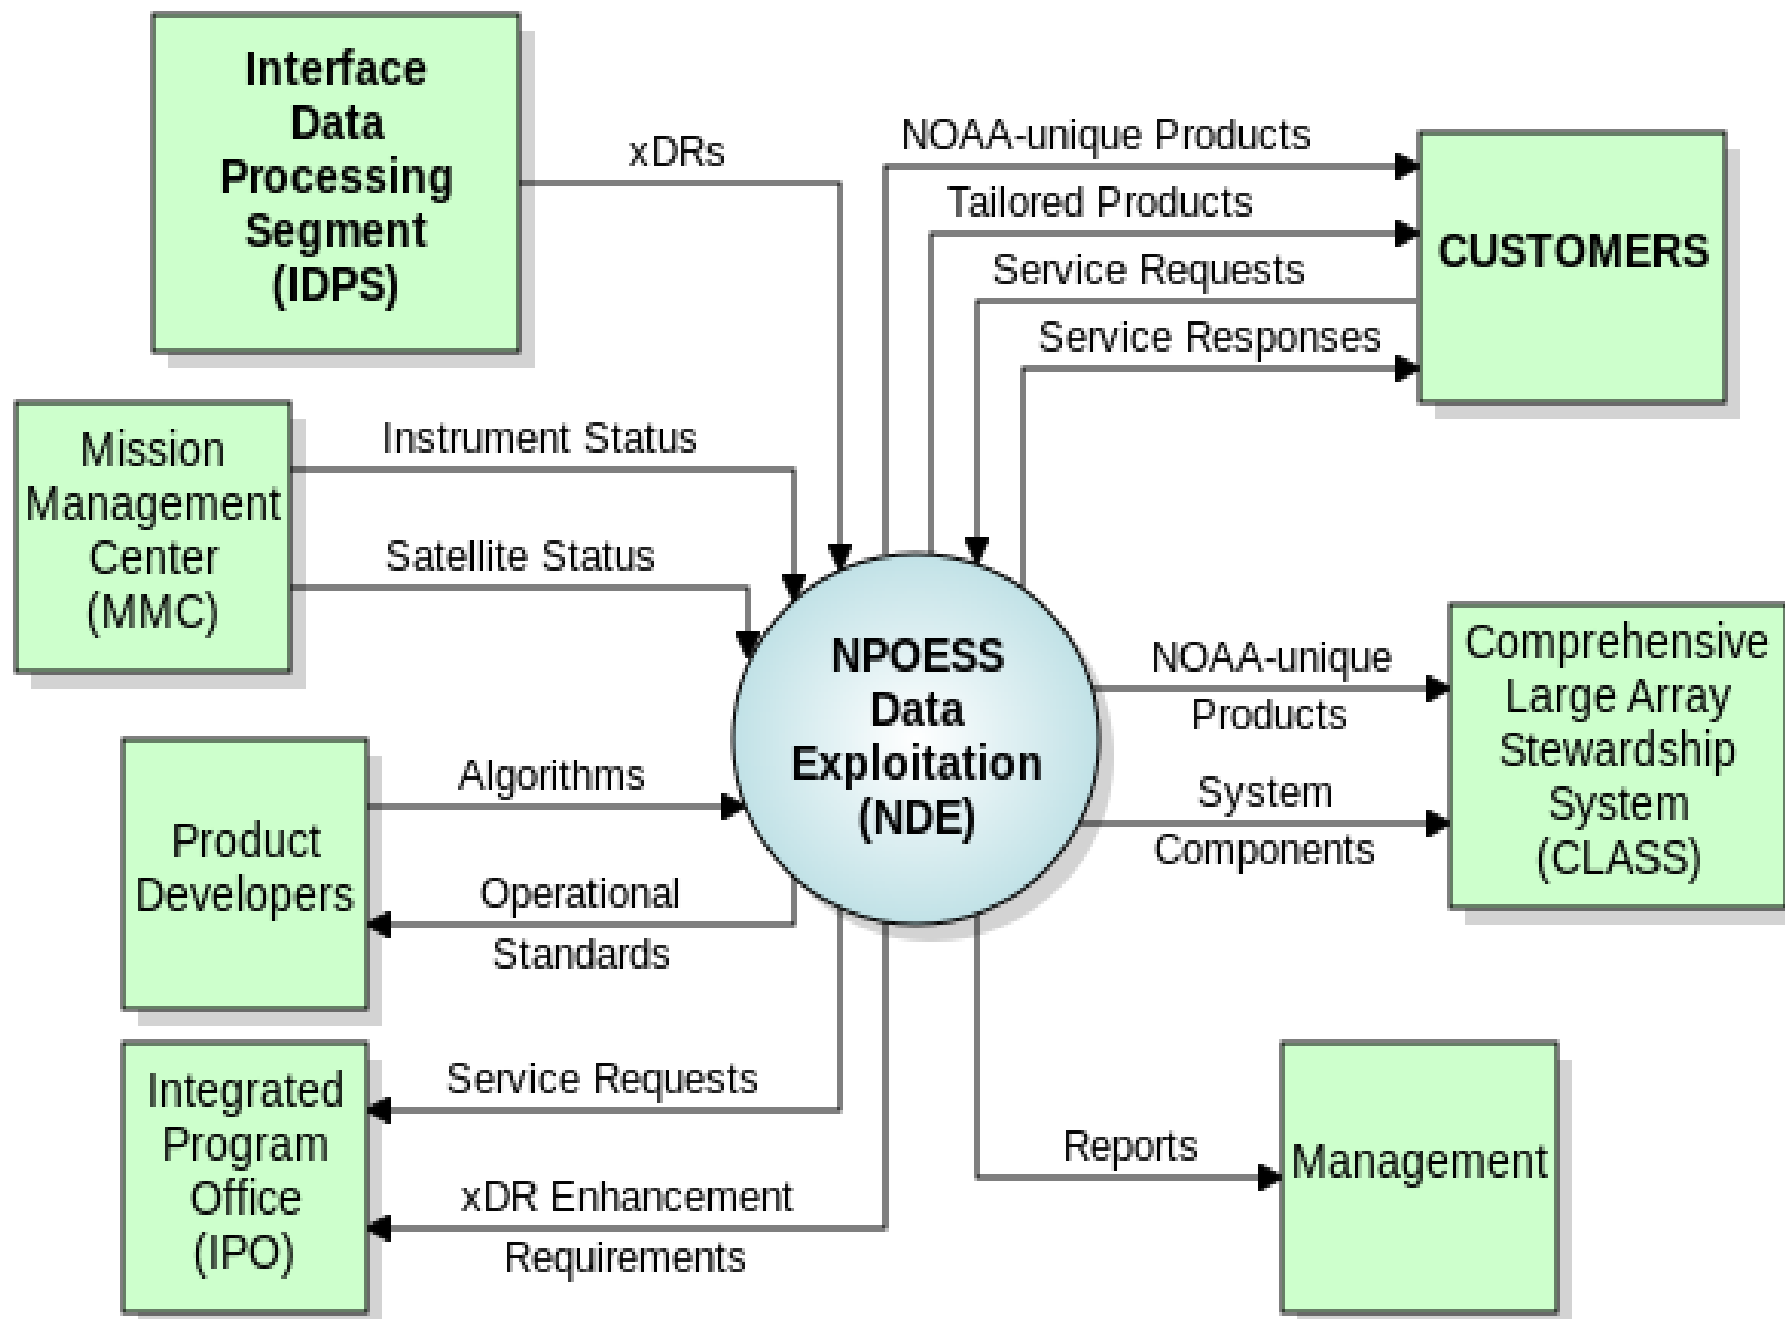 Interface
Data
Processing
Segment
(IDPS)
xDRs
NOAA-unique Products
Tailored Products
Service Requests
Service Responses
CUSTOMERS
Mission
Management
Center
(MMC)
Instrument Status
Satellite Status
NPOESS
Data
Exploitation
(NDE)
NOAA-unique
Products
System
Components
Comprehensive
Large Array
Stewardship
System
(CLASS)
Product
Developers
Algorithms
Operational
Standards
Integrated
Program
Office
(IPO)
Service Requests
xDR Enhancement
Requirements
Reports
Management